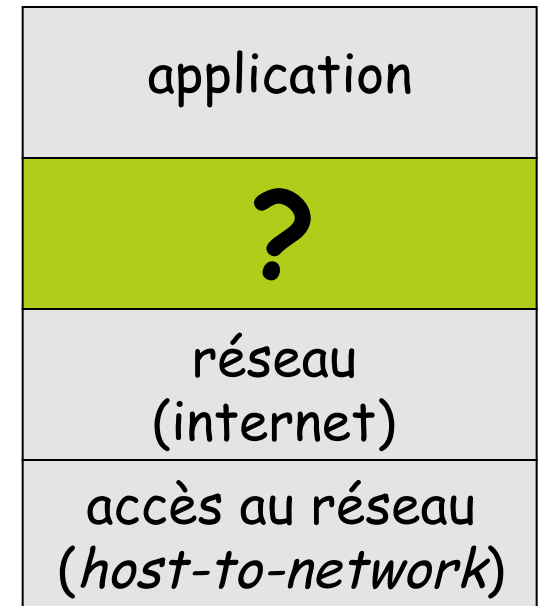 application
?
réseau
(internet)
accès au réseau
(host-to-network)